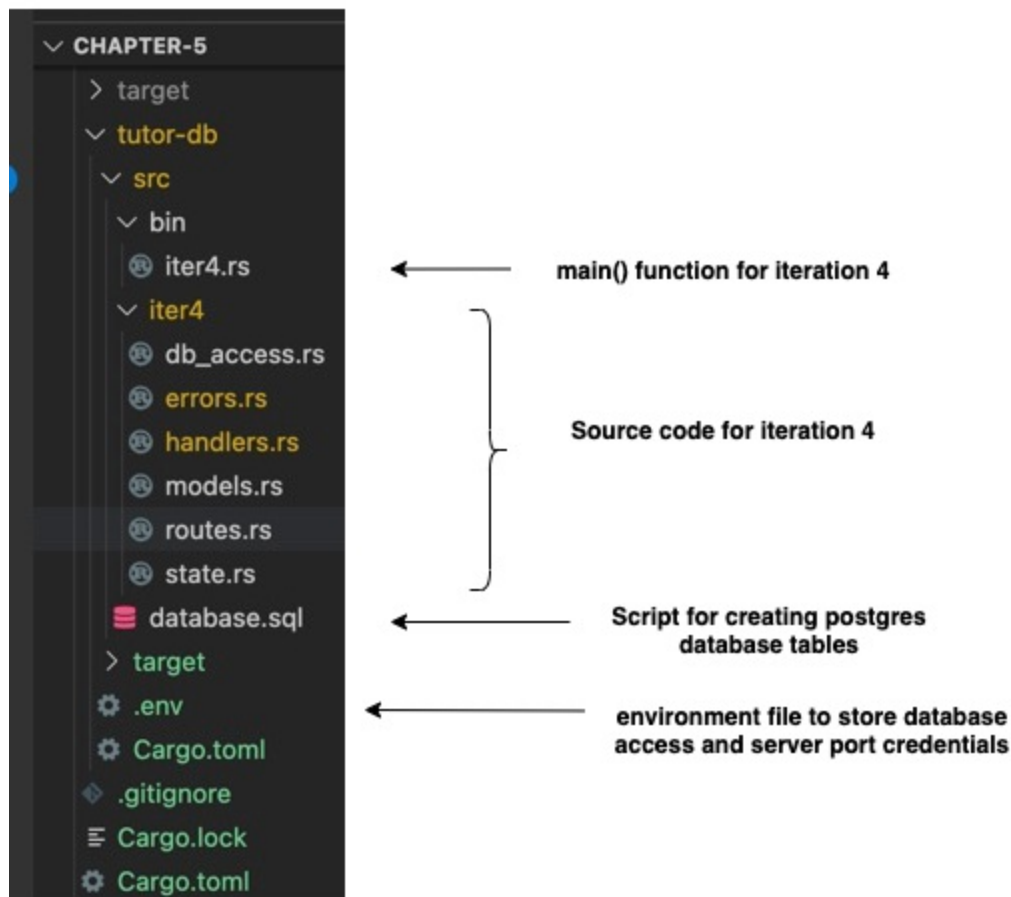 CHAPTER-5
target
tutor-db
src
bin
iter4.rs
main() function for iteration 4
iter4
db_access.rs
errors.rs
handlers.rs
Source code for iteration 4
models.rs
routes.rs
state.rs
database.sql
Script for creating postgres
database tables
target
.env
environment file to store database
access and server port credentials
Cargo.toml
.gitignore
Cargo.lock
Cargo.toml